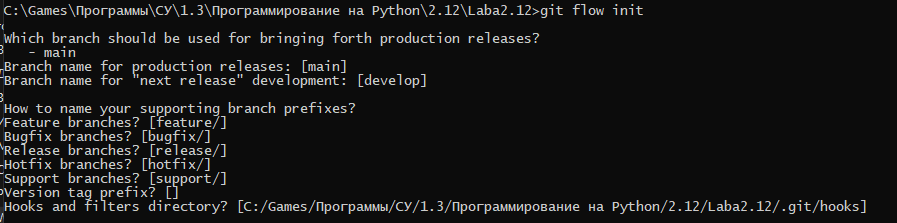 C:\Games\Программы\СУ\1.3\Программирование на Python\2.12\Laba2.12>git flow init
Which branch should be used for bringing forth production releases?
- main
Branch name for production releases: [main]
Branch name for "next release" development: [develop]
How to name your supporting branch prefixes?
Feature branches? [feature/]
Bugfix branches? [bugfix/]
Release branches? [release/]
Hotfix branches? [hotfix/]
Support branches? [support/]
Version tag prefix? []
Hooks and filters directory? [C:/Games/Программы/СУ/1.3/Программирование на Python/2.12/Laba2.12/.git/hooks]